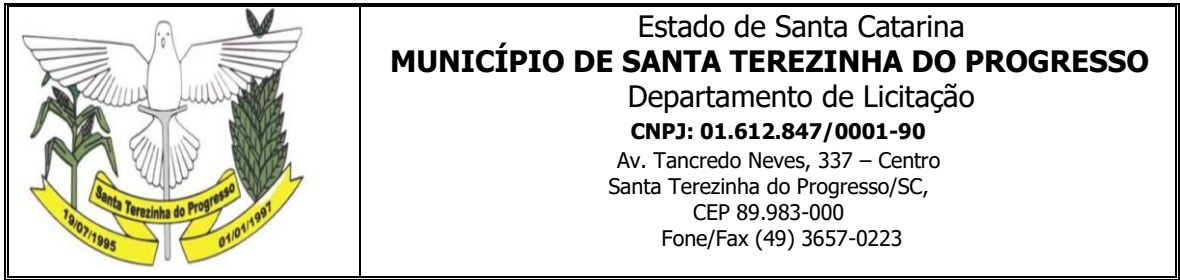 Santa Terezinha do Progresso
19/07/1995
01/01/1997
Estado de Santa Catarina
MUNICÍPIO DE SANTA TEREZINHA DO PROGRESSO
Departamento de Licitação
CNPJ: 01.612.847/0001-90
Av. Tancredo Neves, 337 – Centro
Santa Terezinha do Progresso/SC,
CEP 89.983-000
Fone/Fax (49) 3657-0223